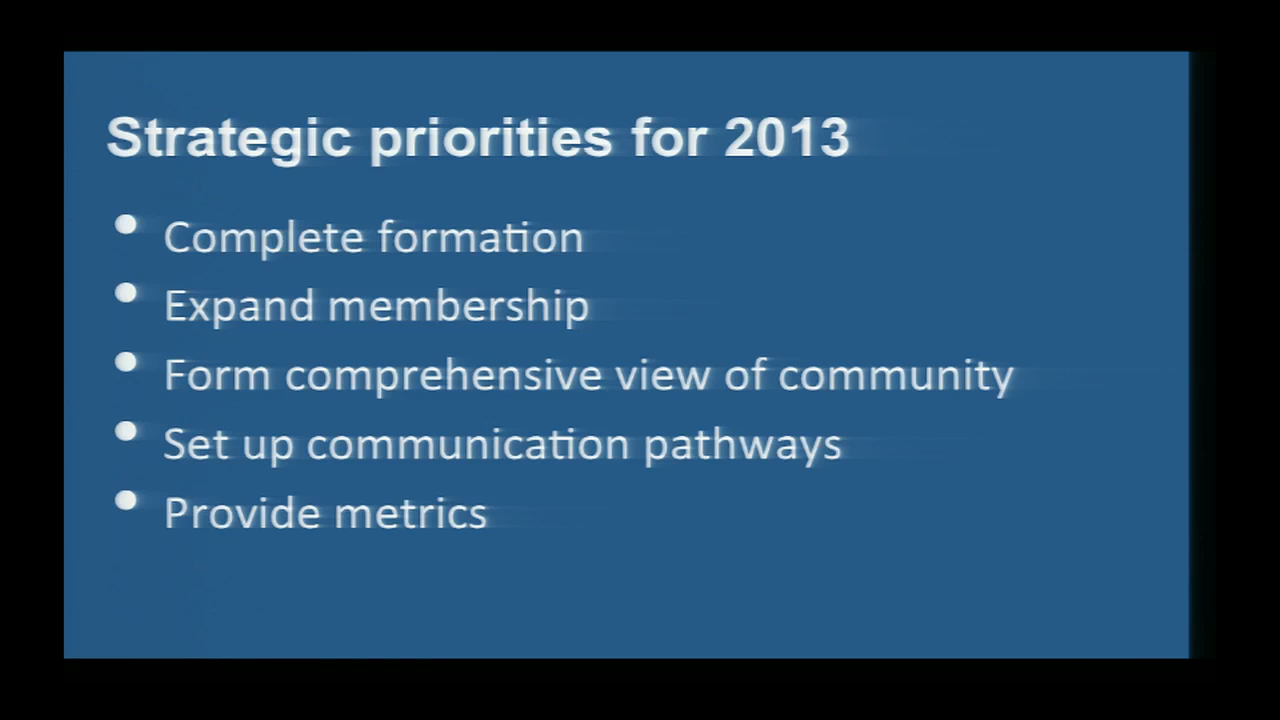 Strategic priorities for 2013
• Complete formation
• Expand membership
• Form comprehensive view of community
• Set up communication pathways
• Provide metrics